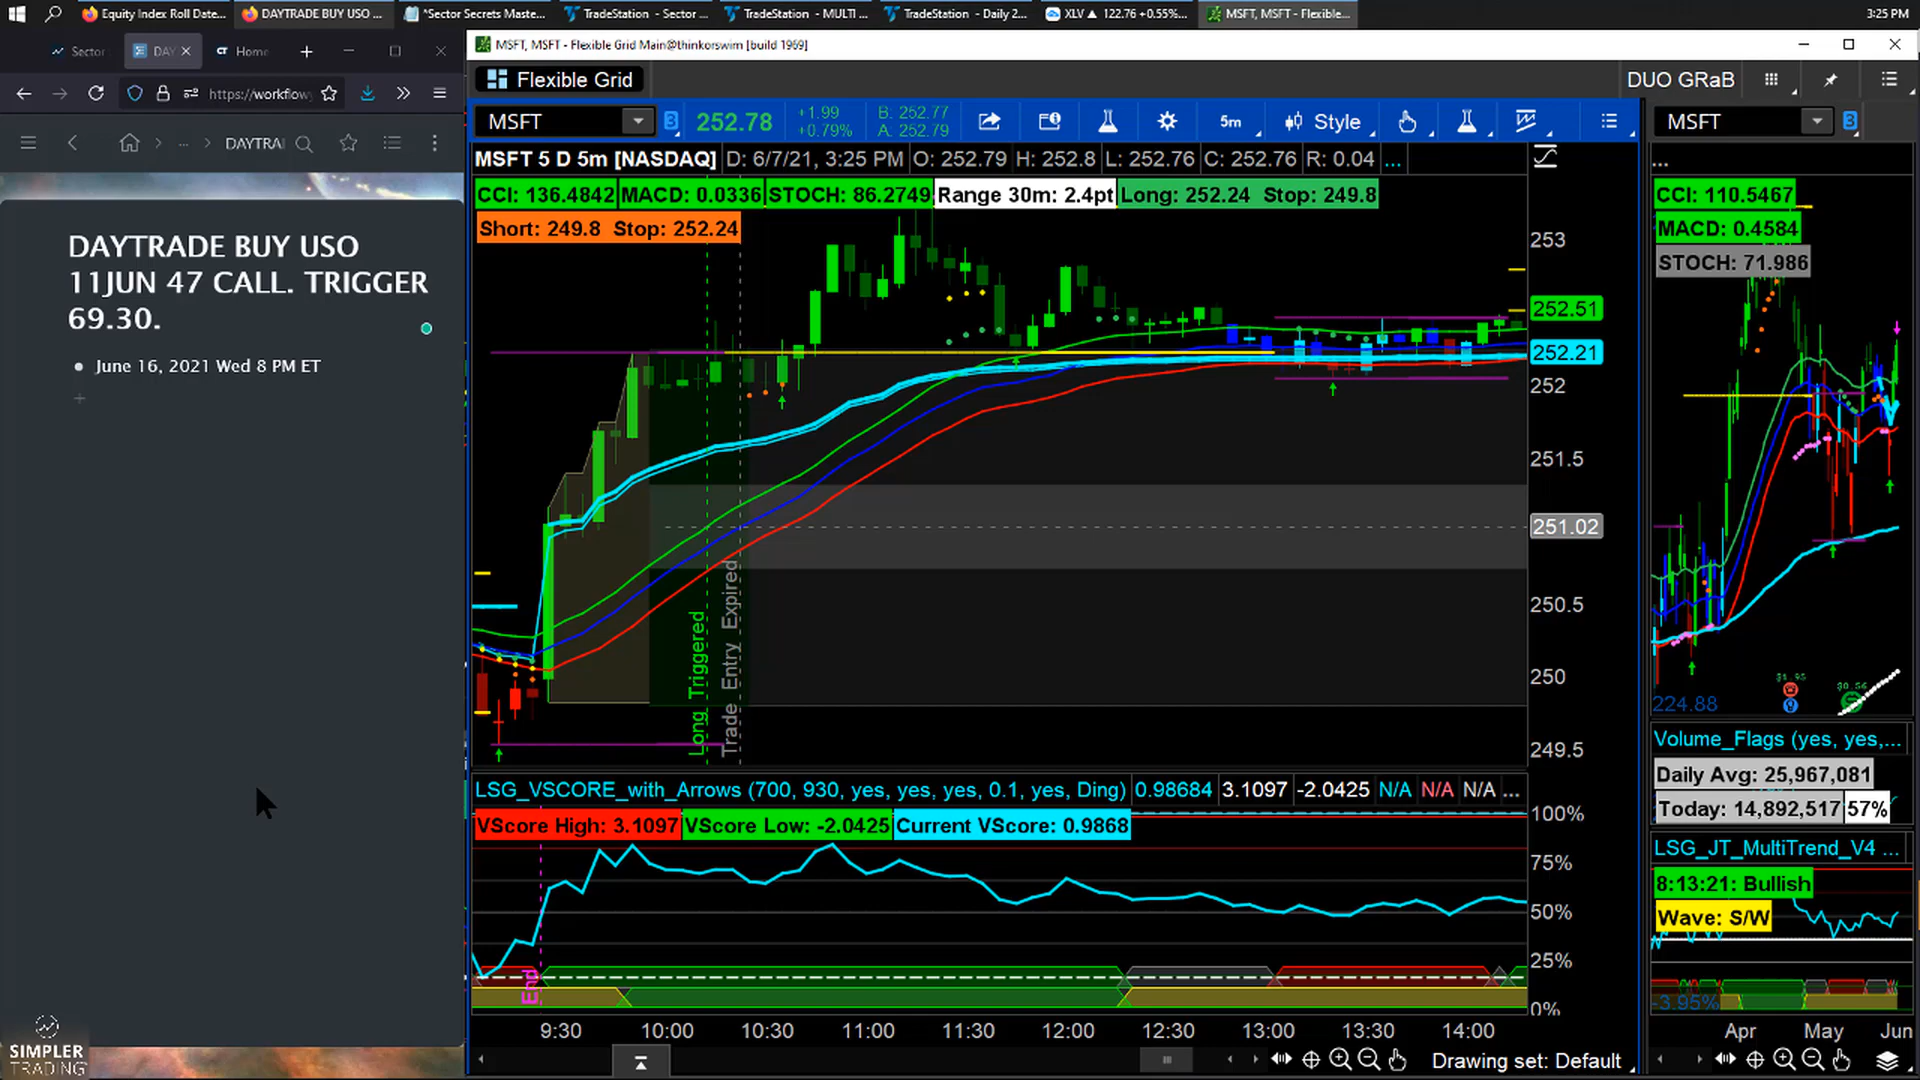 Equity Index Roll Date...
DAYTRADE BUY USO ...
*Sector Secrets Maste...
TradeStation - Sector ...
TradeStation - MULTI ...
TradeStation - Daily 2...
XLV ▲ 122.76 +0.55%...
MSFT, MSFT - Flexible...
3:25 PM
Sector
DAY
Home
MSFT, MSFT - Flexible Grid Main@thinkorswim [build 1969]
Flexible Grid
DUO GRaB
https://workflowy
DAYTRA
MSFT
3
252.78
+1.99
+0.79%
B: 252.77
A: 252.79
5m
Style
MSFT
3
MSFT 5 D 5m [NASDAQ]
D: 6/7/21, 3:25 PM
O: 252.79
H: 252.8
L: 252.76
C: 252.76
R: 0.04
...
...
CCI: 136.4842
MACD: 0.0336
STOCH: 86.2749
Range 30m: 2.4pt
Long: 252.24 Stop: 249.8
Short: 249.8 Stop: 252.24
CCI: 110.5467
MACD: 0.4584
STOCH: 71.986
DAYTRADE BUY USO
11JUN 47 CALL. TRIGGER
69.30.
June 16, 2021 Wed 8 PM ET
253
252.51
252.21
252
251.5
251.02
250.5
250
249.5
Long Triggered
Trade Entry Expired
$1.95
$0.56
224.88
Volume_Flags (yes, yes,...
Daily Avg: 25,967,081
Today: 14,892,517
57%
LSG_VSCORE_with_Arrows (700, 930, yes, yes, yes, 0.1, yes, Ding)
0.98684
3.1097
-2.0425
N/A
N/A
N/A
...
VScore High: 3.1097
VScore Low: -2.0425
Current VScore: 0.9868
100%
75%
50%
25%
0%
End
LSG_JT_MultiTrend_V4 ...
8:13:21: Bullish
Wave: S/W
-3.95%
9:30
10:00
10:30
11:00
11:30
12:00
12:30
13:00
13:30
14:00
Apr
May
Jun
Drawing set: Default
SIMPLER
TRADING